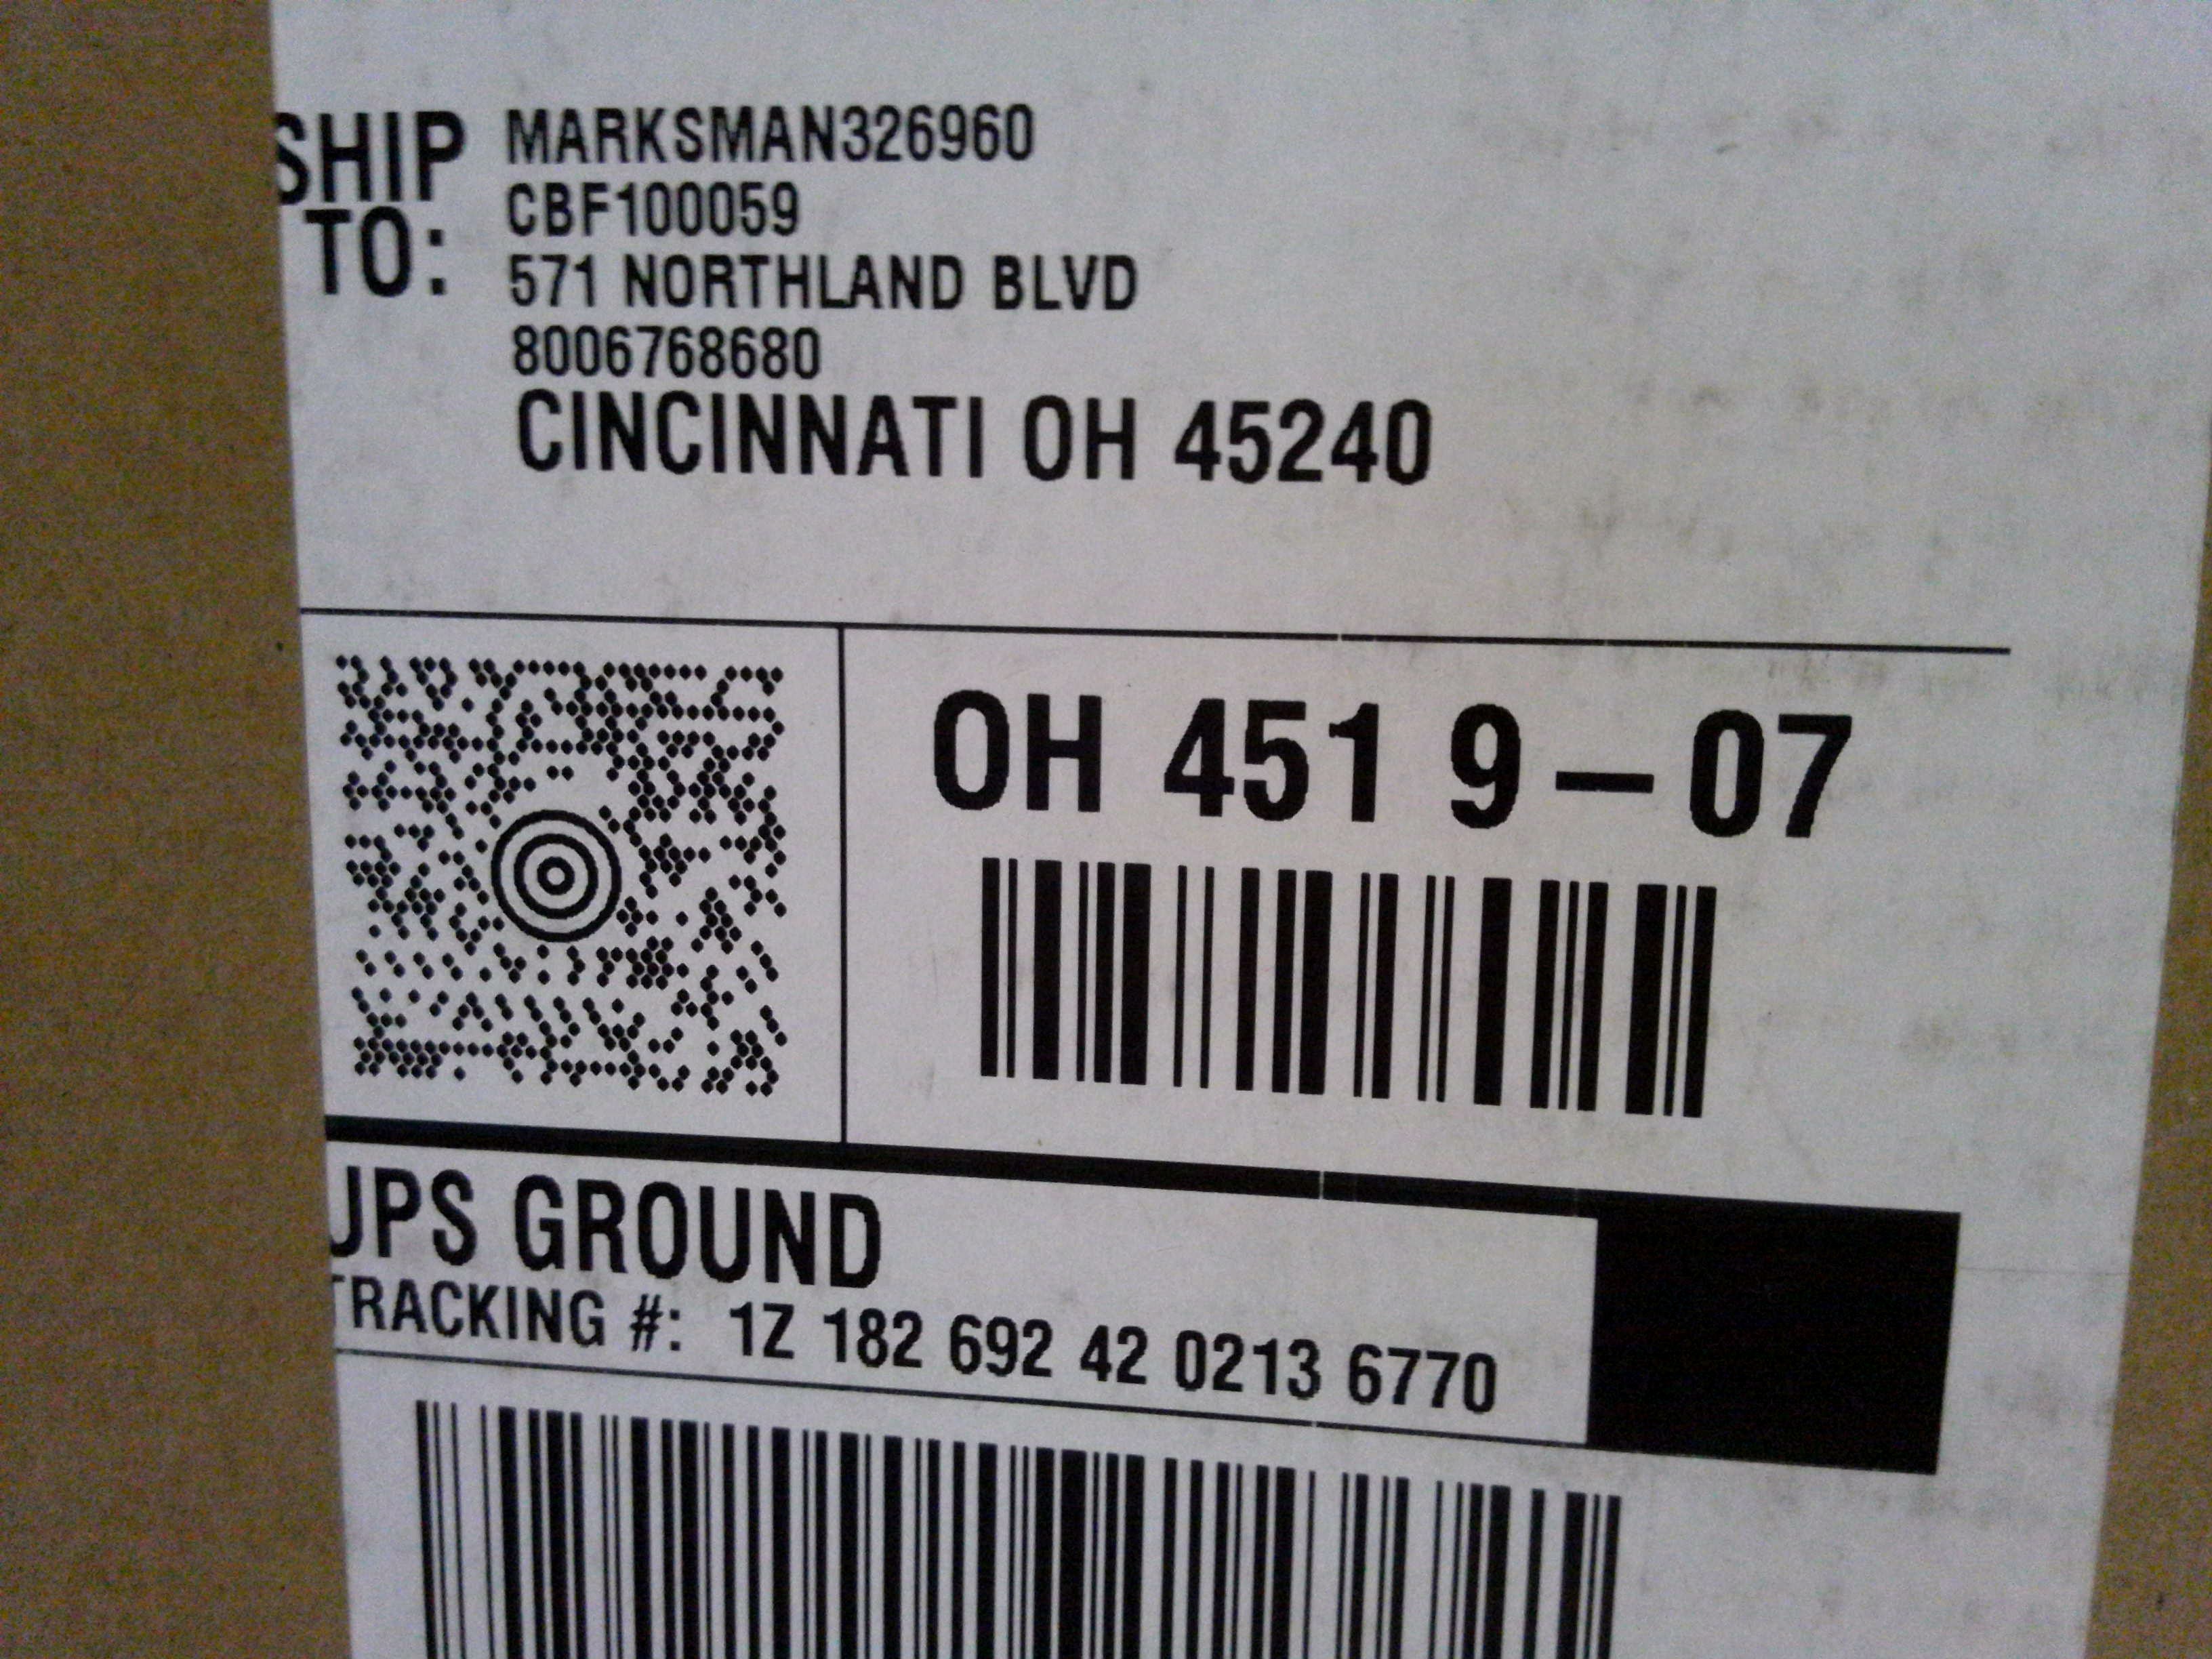 SHIP
TO:
MARKSMAN326960
CBF100059
571 NORTHLAND BLVD
8006768680
CINCINNATI OH 45240
OH 451 9-07
UPS GROUND
TRACKING #: 1Z 182 692 42 0213 6770